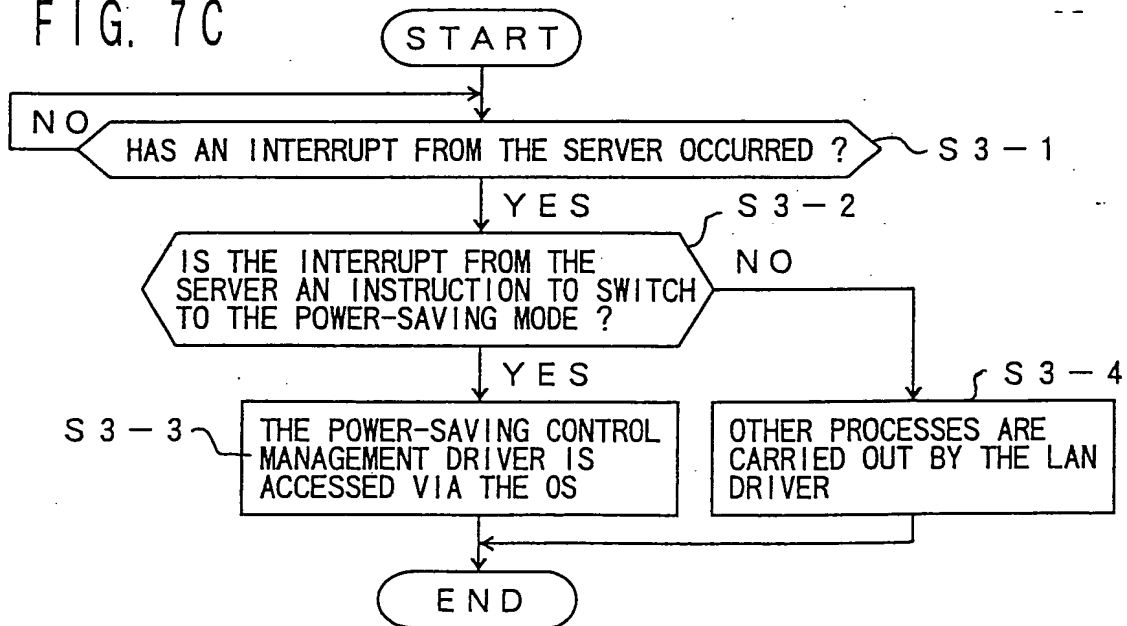 FIG. 7C
START
NO
HAS AN INTERRUPT FROM THE SERVER OCCURRED ?
S3-1
YES
S3-2
IS THE INTERRUPT FROM THE
SERVER AN INSTRUCTION TO SWITCH
TO THE POWER-SAVING MODE ?
NO
YES
S3-3
THE POWER-SAVING CONTROL
MANAGEMENT DRIVER IS
ACCESSED VIA THE OS
S3-4
OTHER PROCESSES ARE
CARRIED OUT BY THE LAN
DRIVER
END